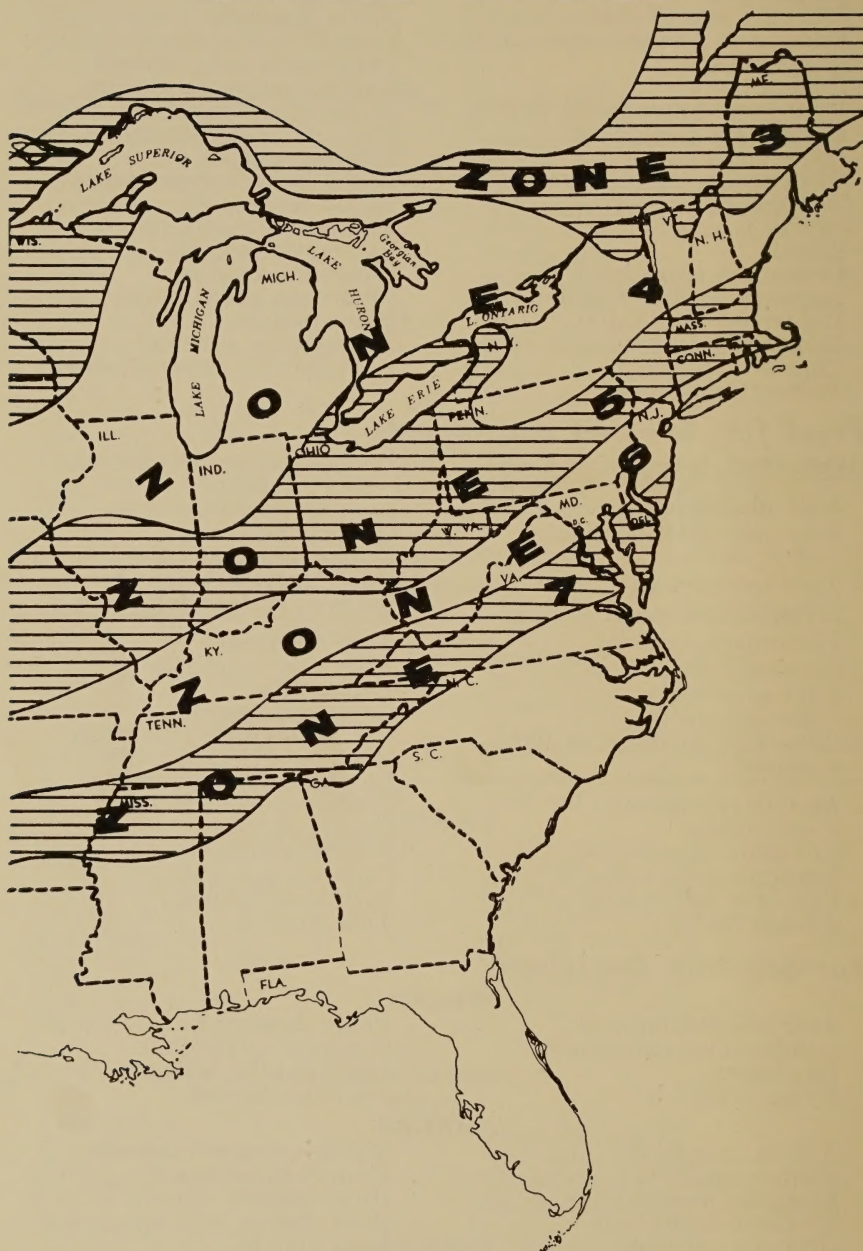 ME.
ZONE 3
LAKE SUPERIOR
WIS.
VT.
N. H.
MICH.
LAKE HURON
Georgian Bay
LAKE MICHIGAN
L. ONTARIO
N.Y.
MASS.
CONN.
ZONE 4
LAKE ERIE
PENN.
N.J.
ILL.
IND.
OHIO
ZONE 5
W. VA.
MD.
D.C.
DEL.
VA.
ZONE 6
KY.
TENN.
N. C.
ZONE 7
S. C.
MISS.
GA.
FLA.